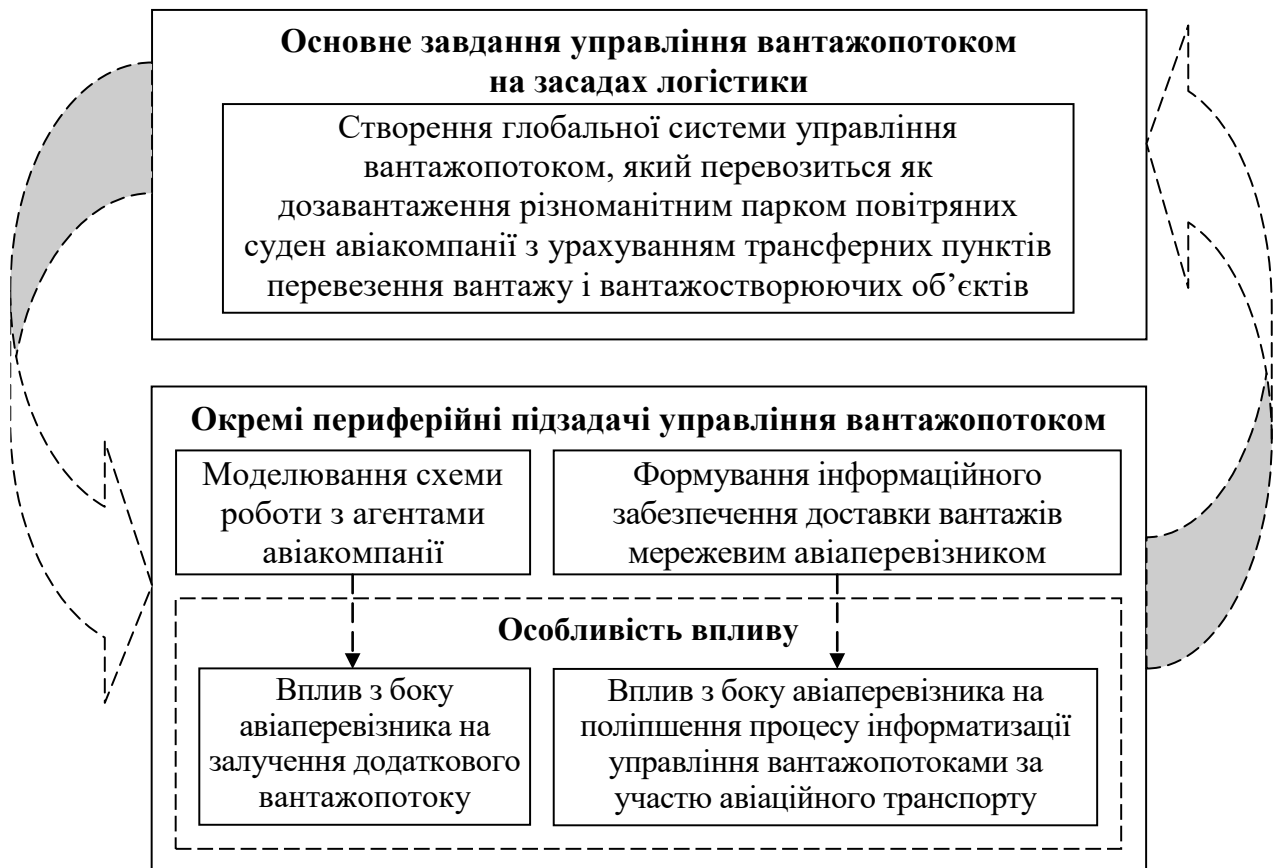 Основне завдання управління вантажопотоком
на засадах логістики
Створення глобальної системи управління
вантажопотоком, який перевозиться як
дозавантаження різноманітним парком повітряних
суден авіакомпанії з урахуванням трансферних пунктів
перевезення вантажу і вантажостворюючих об’єктів
Окремі периферійні підзадачі управління вантажопотоком
Моделювання схеми
роботи з агентами
авіакомпанії
Формування інформаційного
забезпечення доставки вантажів
мережевим авіаперевізником
Особливість впливу
Вплив з боку
авіаперевізника на
залучення додаткового
вантажопотоку
Вплив з боку авіаперевізника на
поліпшення процесу інформатизації
управління вантажопотоками за
участю авіаційного транспорту